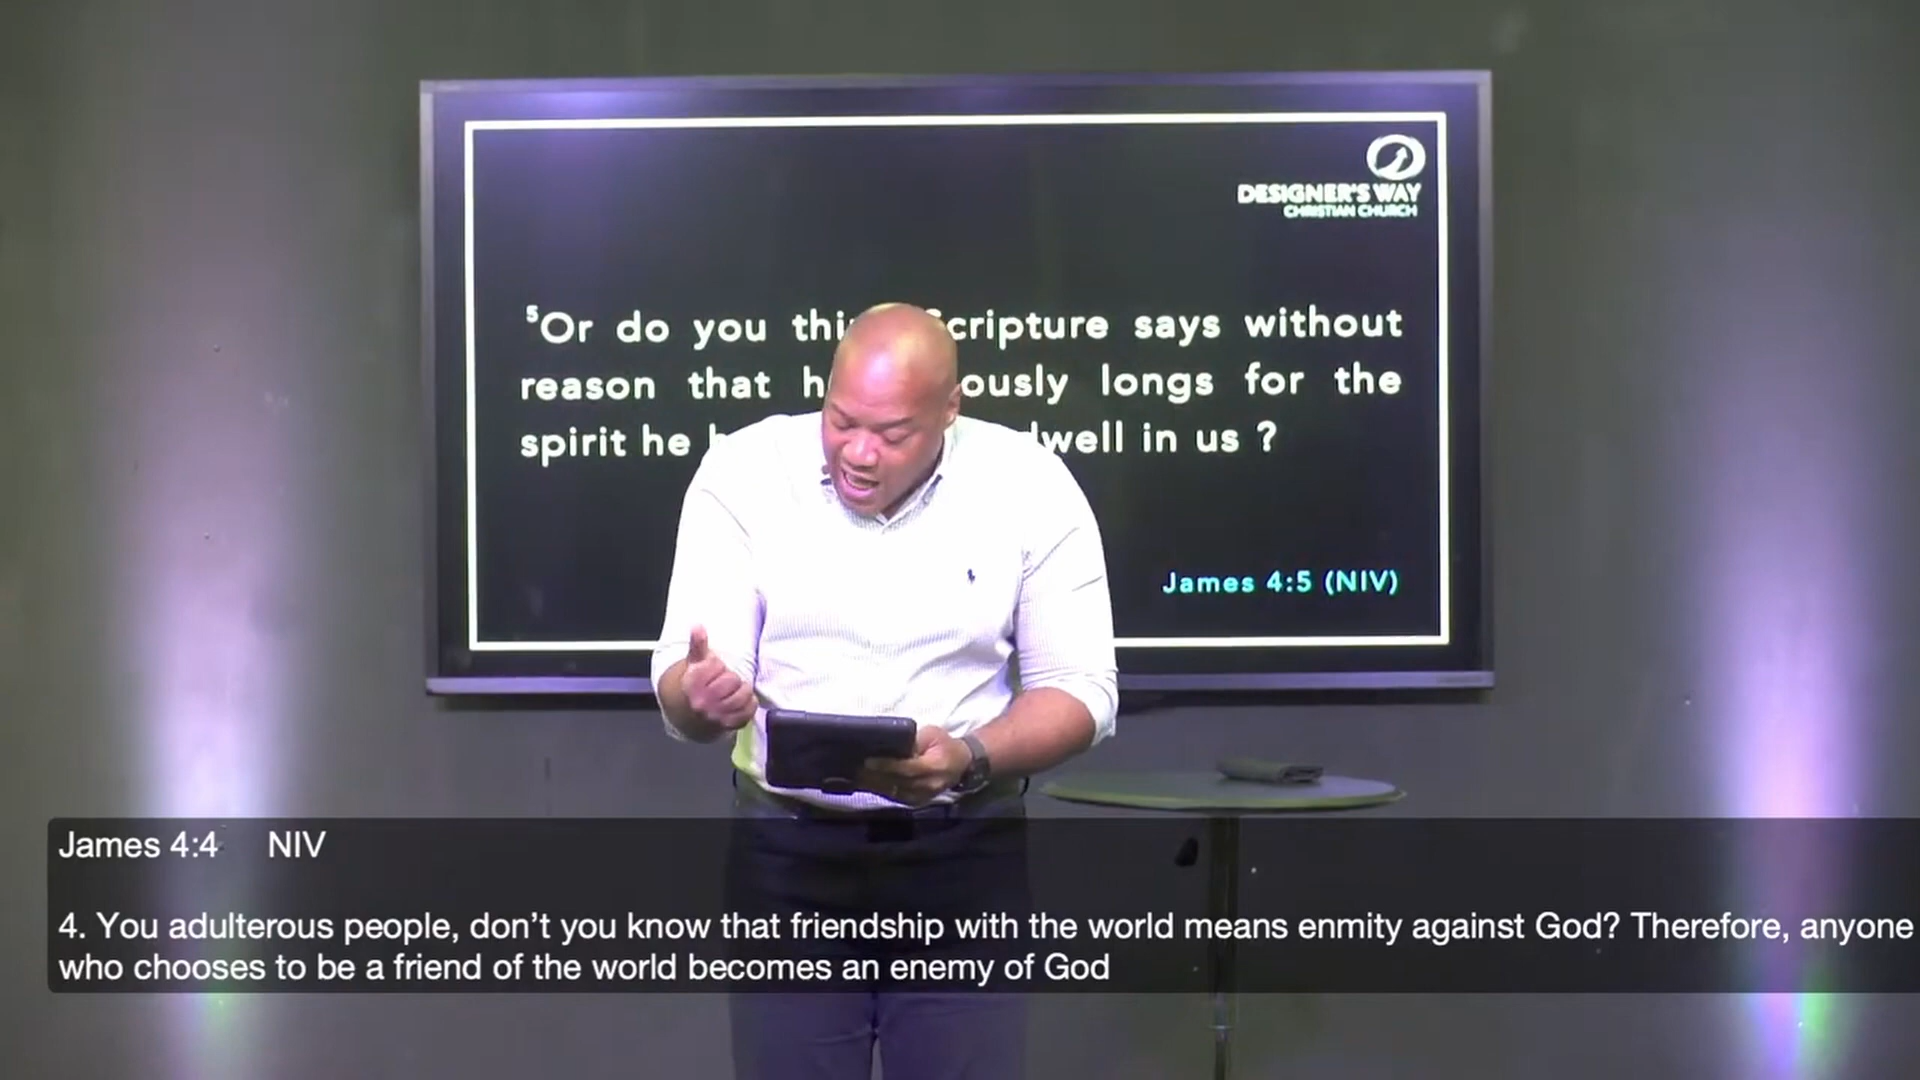 DESIGNER'S WAY
CHRISTIAN CHURCH
5Or do you cripture says without
reason that ously longs for the
spirit he dwell in us ?
James 4:5 (NIV)
James 4:4 NIV
4. You adulterous people, don’t you know that friendship with the world means enmity against God? Therefore, anyone
who chooses to be a friend of the world becomes an enemy of God